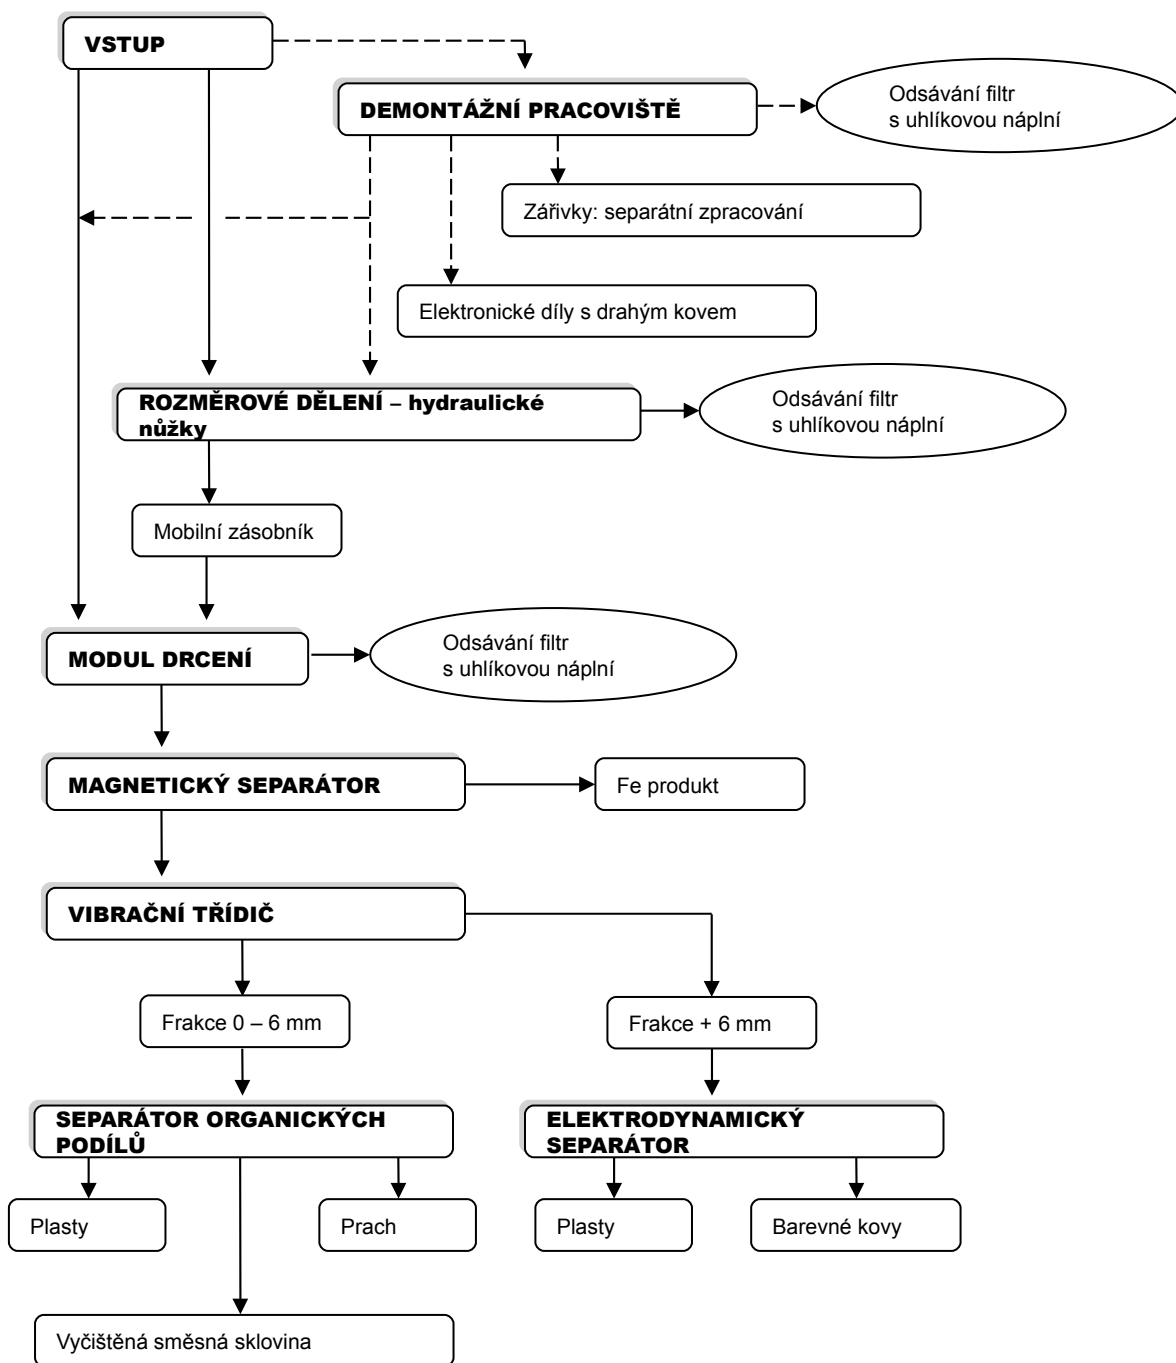 VSTUP
DEMONTÁŽNÍ PRACOVIŠTĚ
Odsávání filtr
s uhlíkovou náplní
Zářivky: separátní zpracování
Elektronické díly s drahým kovem
ROZMĚROVÉ DĚLENÍ – hydraulické
nůžky
Odsávání filtr
s uhlíkovou náplní
Mobilní zásobník
MODUL DRCENÍ
Odsávání filtr
s uhlíkovou náplní
MAGNETICKÝ SEPARÁTOR
Fe produkt
VIBRAČNÍ TŘÍDIČ
Frakce 0 – 6 mm
Frakce + 6 mm
SEPARÁTOR ORGANICKÝCH
PODÍLŮ
ELEKTRODYNAMICKÝ
SEPARÁTOR
Plasty
Prach
Plasty
Barevné kovy
Vyčištěná směsná sklovina